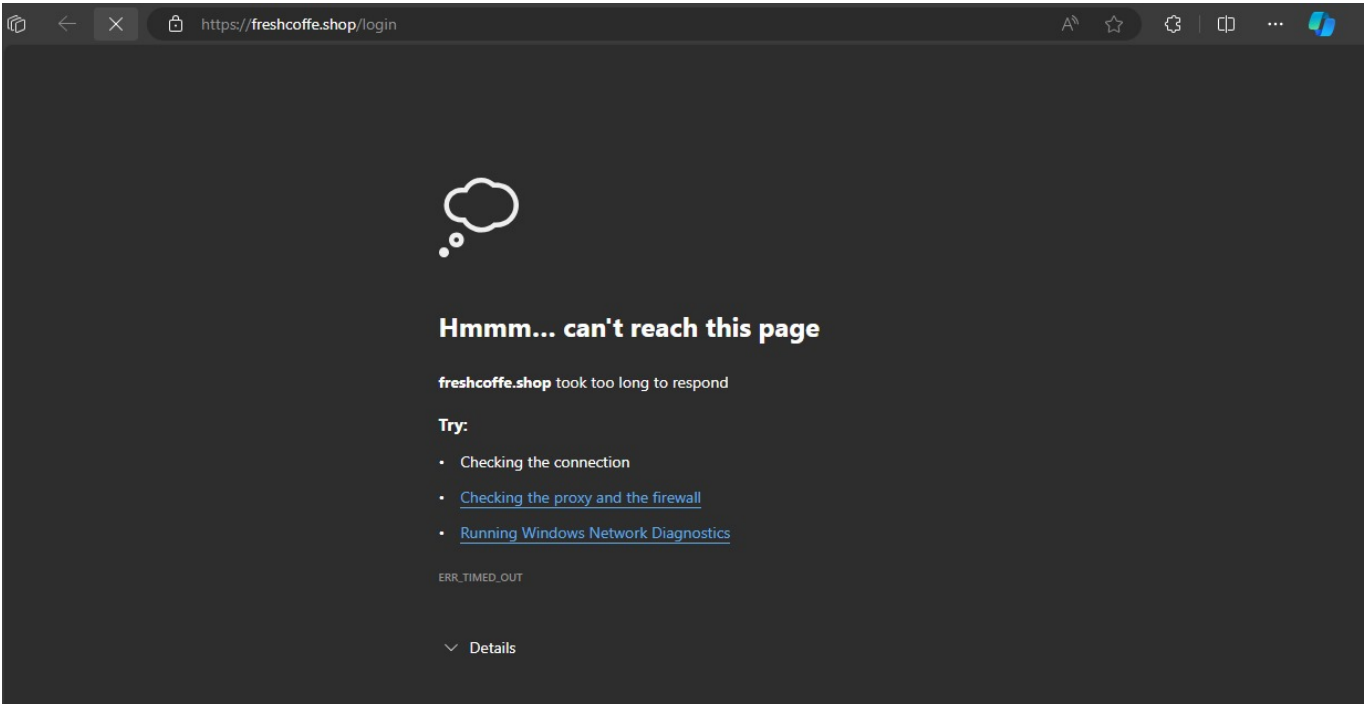 https://freshcoffe.shop/login
Hmmm... can't reach this page
freshcoffe.shop took too long to respond
Try:
• Checking the connection
• Checking the proxy and the firewall
• Running Windows Network Diagnostics
ERR_TIMED_OUT
Details